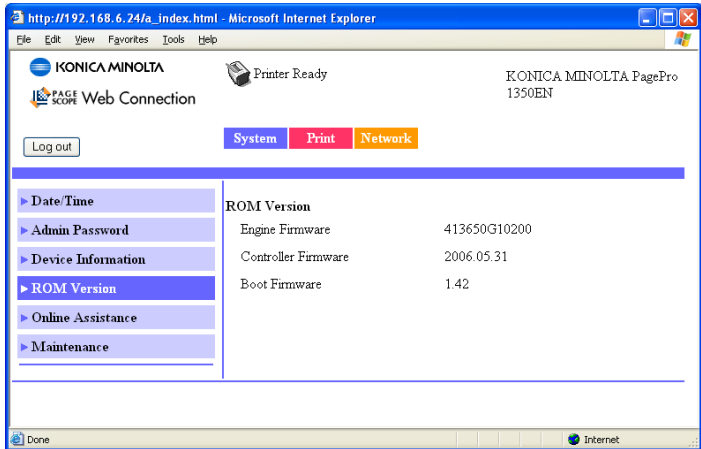 http://192.168.6.24/a_index.html - Microsoft Internet Explorer
File Edit View Favorites Tools Help
KONICA MINOLTA
Printer Ready
KONICA MINOLTA PagePro
1350EN
PAGE SCOPE Web Connection
Log out
System Print Network
Date/Time
Admin Password
Device Information
ROM Version
Online Assistance
Maintenance
ROM Version
Engine Firmware 413650G10200
Controller Firmware 2006.05.31
Boot Firmware 1.42
Done
Internet